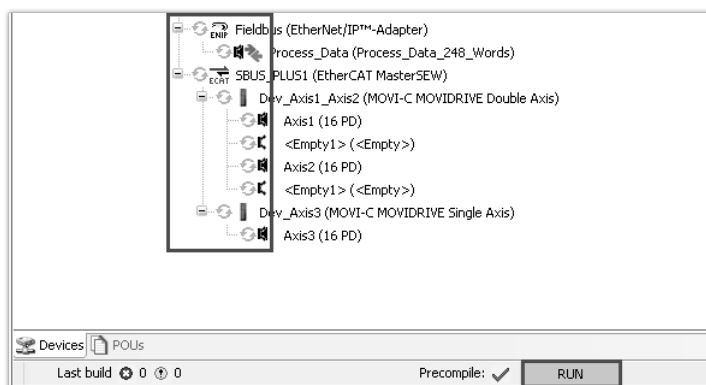 ENIP Fieldbus (EtherNet/IP™-Adapter)
Process_Data (Process_Data_248_Words)
ECAT SBUS_PLUS1 (EtherCAT MasterSEW)
Dev_Axis1_Axis2 (MOVI-C MOVIDRIVE Double Axis)
Axis1 (16 PD)
<Empty1> (<Empty>)
Axis2 (16 PD)
<Empty1> (<Empty>)
Dev_Axis3 (MOVI-C MOVIDRIVE Single Axis)
Axis3 (16 PD)
Devices POUs
Last build 0 0 Precompile: RUN